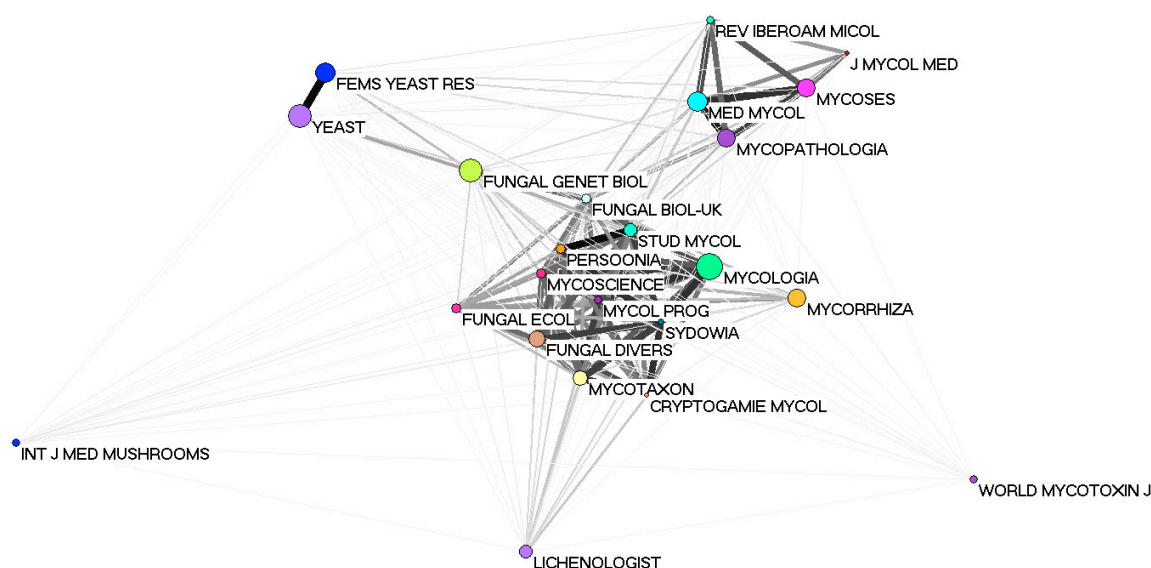 REV IBEROAM MICOL
J MYCOL MED
FEMS YEAST RES
MYCOSES
MED MYCOL
YEAST
MYCOPATHOLOGIA
FUNGAL GENET BIOL
FUNGAL BIOL-UK
STUD MYCOL
PERSOONIA
MYCOLOGIA
MYCOSCIENCE
MYCORRHIZA
MYCOL PROG
FUNGAL ECOL
SYDOWIA
FUNGAL DIVERS
MYCOTAXON
CRYPTOGAMIE MYCOL
INT J MED MUSHROOMS
WORLD MYCOTOXIN J
LICHENOLOGIST